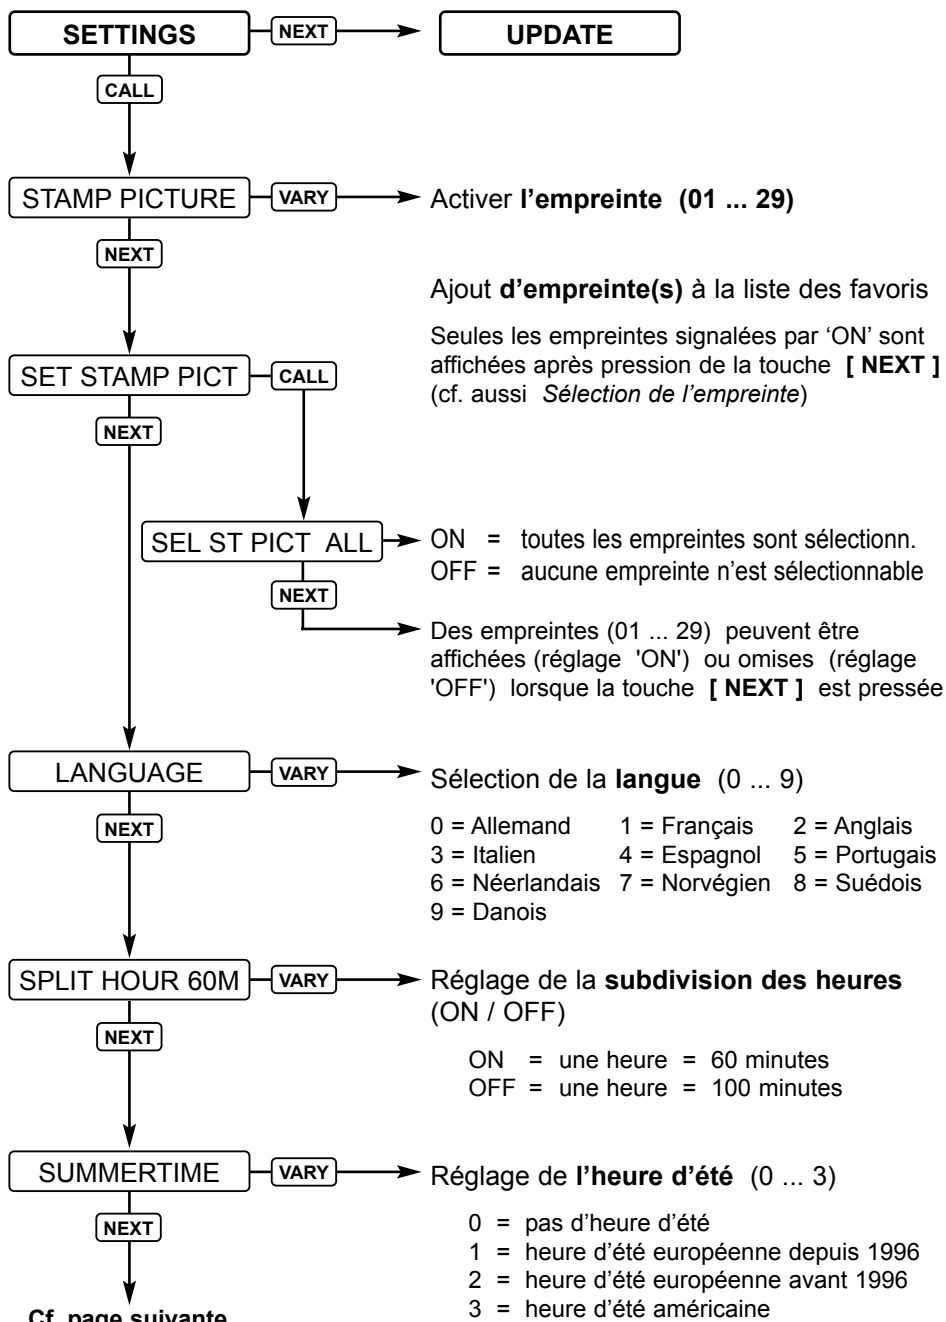 SETTINGS NEXT UPDATE
CALL
STAMP PICTURE VARY Activer l’empreinte (01 ... 29)
NEXT
Ajout d’empreinte(s) à la liste des favoris
Seules les empreintes signalées par ‘ON’ sont
affichées après pression de la touche [ NEXT ]
(cf. aussi Sélection de l’empreinte)
SET STAMP PICT CALL
NEXT
SEL ST PICT ALL ON = toutes les empreintes sont sélectionn.
OFF = aucune empreinte n’est sélectionnable
NEXT
Des empreintes (01 ... 29) peuvent être
affichées (réglage 'ON') ou omises (réglage
'OFF') lorsque la touche [ NEXT ] est pressée
LANGUAGE VARY Sélection de la langue (0 ... 9)
NEXT
0 = Allemand 1 = Français 2 = Anglais
3 = Italien 4 = Espagnol 5 = Portugais
6 = Néerlandais 7 = Norvégien 8 = Suédois
9 = Danois
SPLIT HOUR 60M VARY Réglage de la subdivision des heures
(ON / OFF)
NEXT
ON = une heure = 60 minutes
OFF = une heure = 100 minutes
SUMMERTIME VARY Réglage de l’heure d’été (0 ... 3)
NEXT
0 = pas d’heure d’été
1 = heure d’été européenne depuis 1996
2 = heure d’été européenne avant 1996
3 = heure d’été américaine
Cf. page suivante